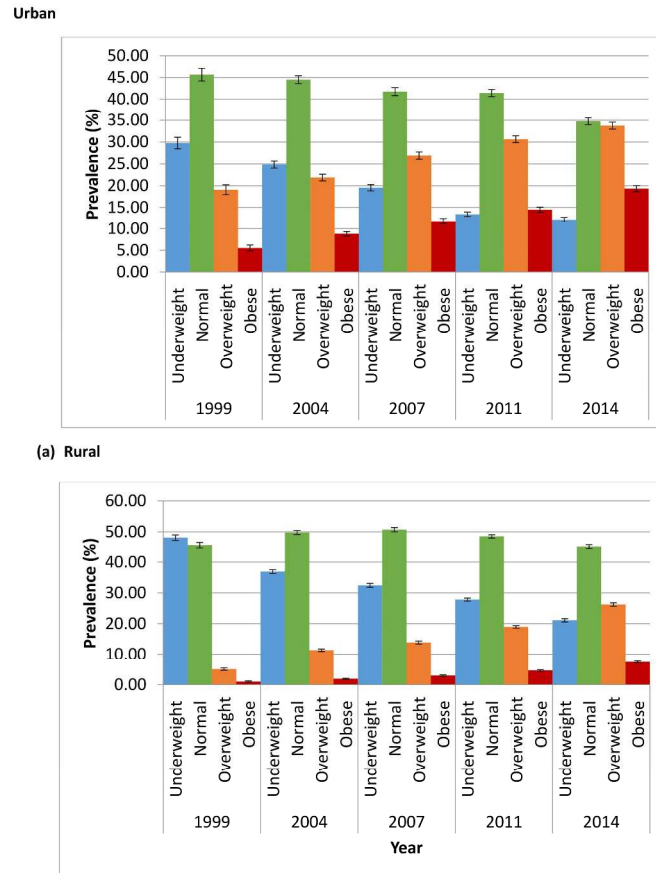 Urban
Prevalence (%)
50.00
45.00
40.00
35.00
30.00
25.00
20.00
15.00
10.00
5.00
0.00
Underweight Normal Overweight Obese Underweight Normal Overweight Obese Underweight Normal Overweight Obese Underweight Normal Overweight Obese Underweight Normal Overweight Obese
1999 2004 2007 2011 2014
(a) Rural
Prevalence (%)
60.00
50.00
40.00
30.00
20.00
10.00
0.00
Underweight Normal Overweight Obese Underweight Normal Overweight Obese Underweight Normal Overweight Obese Underweight Normal Overweight Obese Underweight Normal Overweight Obese
1999 2004 2007 2011 2014
Year